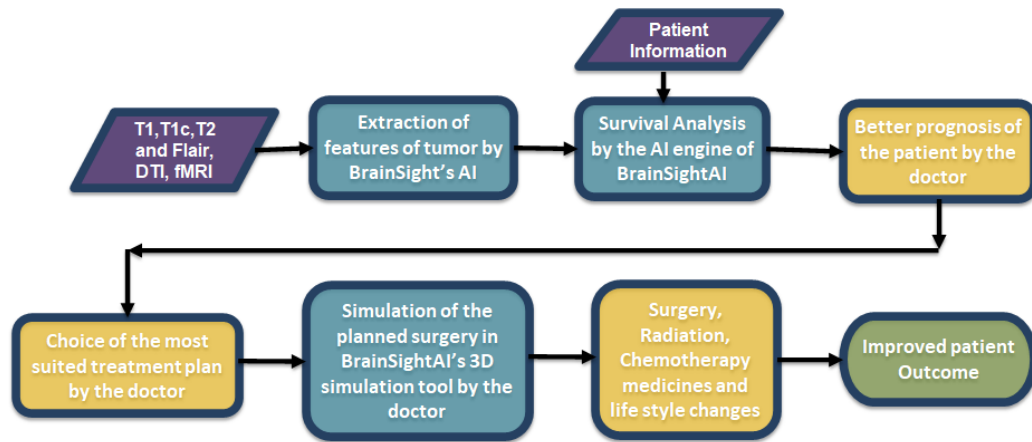 Patient
Information
T1,T1c,T2
and Flair,
DTI, fMRI
Extraction of
features of tumor by
BrainSight's AI
Survival Analysis
by the AI engine of
BrainSightAI
Better prognosis of
the patient by the
doctor
Choice of the most
suited treatment plan
by the doctor
Simulation of the
planned surgery in
BrainSightAI's 3D
simulation tool by the
doctor
Surgery,
Radiation,
Chemotherapy
medicines and
life style changes
Improved patient
Outcome